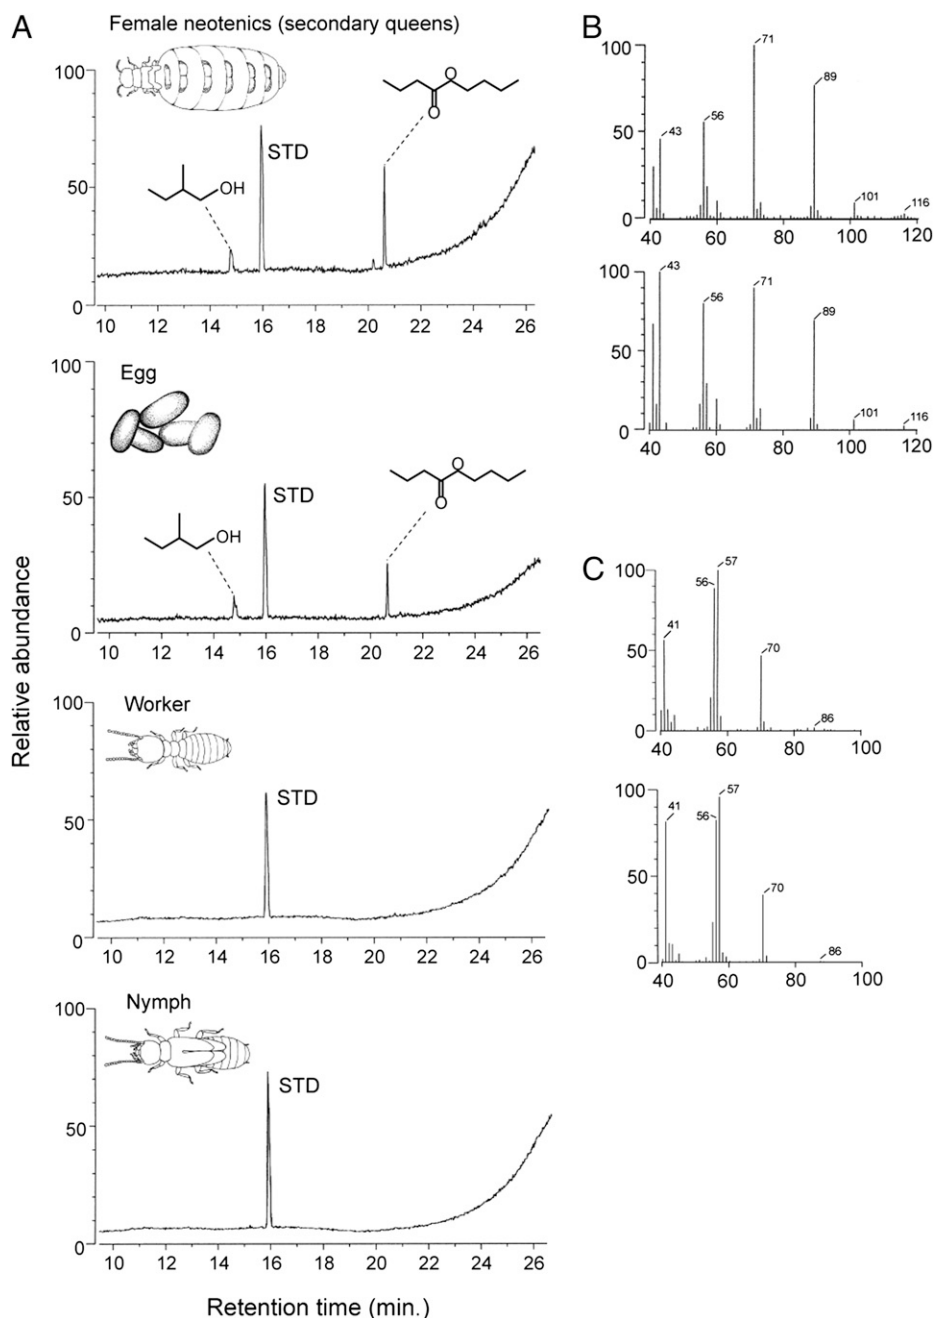 A
Female neotenics (secondary queens)
100
50
0
OH
STD
O
O
10 12 14 16 18 20 22 24 26
Egg
100
50
0
OH
STD
O
O
10 12 14 16 18 20 22 24 26
Worker
100
50
0
STD
10 12 14 16 18 20 22 24 26
Nymph
100
50
0
STD
10 12 14 16 18 20 22 24 26
Relative abundance
Retention time (min.)
B
100
50
0
43
56
71
89
101
116
40 60 80 100 120
100
50
0
43
56
71
89
101
116
40 60 80 100 120
C
100
50
0
41
56
57
70
86
40 60 80 100
100
50
0
41
56
57
70
86
40 60 80 100